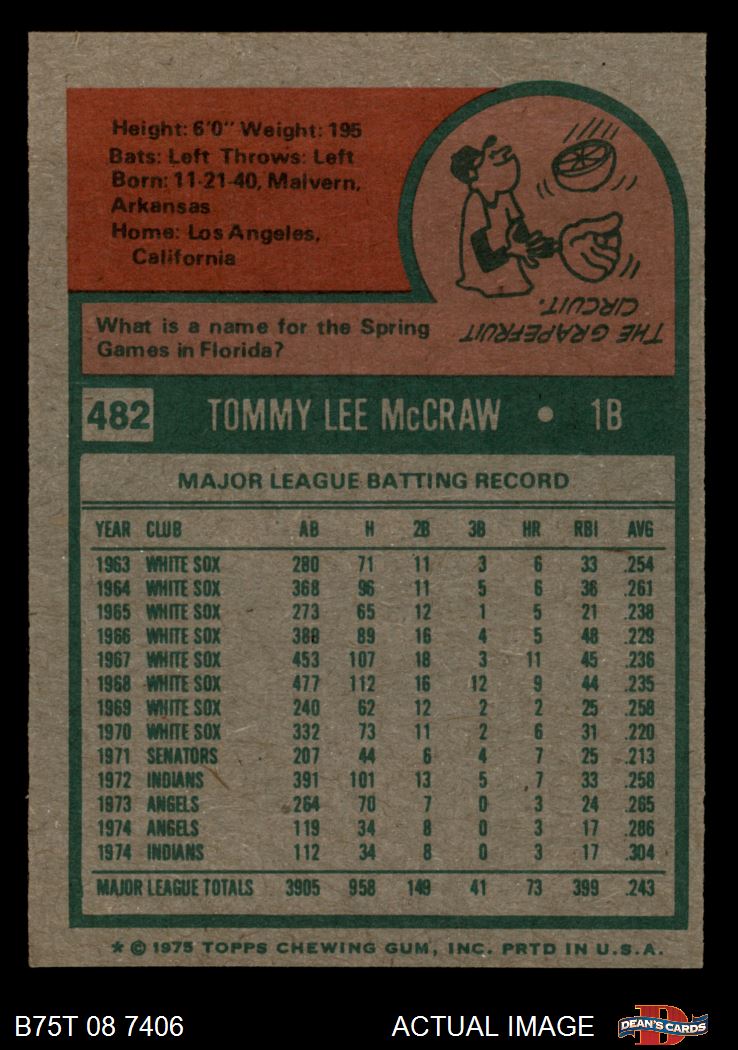 Height: 6'0" Weight: 195
Bats: Left Throws: Left
Born: 11-21-40, Malvern,
Arkansas
Home: Los Angeles,
California
What is a name for the Spring
Games in Florida?
THE GRAPEFRUIT
CIRCUIT.
482 TOMMY LEE McCRAW • 1B
MAJOR LEAGUE BATTING RECORD
YEAR CLUB AB H 2B 3B HR RBI AVG
1963 WHITE SOX 280 71 11 3 6 33 .254
1964 WHITE SOX 368 96 11 5 6 36 .261
1965 WHITE SOX 273 65 12 1 5 21 .238
1966 WHITE SOX 389 89 16 4 5 48 .229
1967 WHITE SOX 453 107 18 3 11 45 .236
1968 WHITE SOX 477 112 16 12 9 44 .235
1969 WHITE SOX 240 62 12 2 2 25 .258
1970 WHITE SOX 332 73 11 2 6 31 .220
1971 SENATORS 207 44 6 4 7 25 .213
1972 INDIANS 391 101 13 5 7 33 .258
1973 ANGELS 264 70 7 0 3 24 .265
1974 ANGELS 119 34 8 0 3 17 .286
1974 INDIANS 112 34 8 0 3 17 .304
MAJOR LEAGUE TOTALS 3905 958 149 41 73 399 .243
* © 1975 TOPPS CHEWING GUM, INC. PRTD IN U.S.A.
B75T 08 7406 ACTUAL IMAGE DEAN'S CARDS